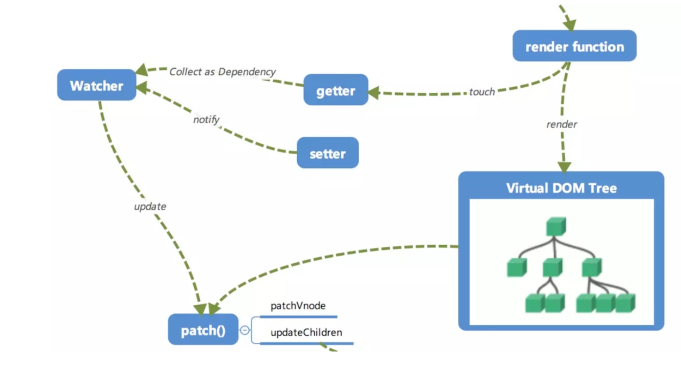 render function
Collect as Dependency
Watcher
getter
touch
notify
render
setter
Virtual DOM Tree
update
patchVnode
patch()
updateChildren